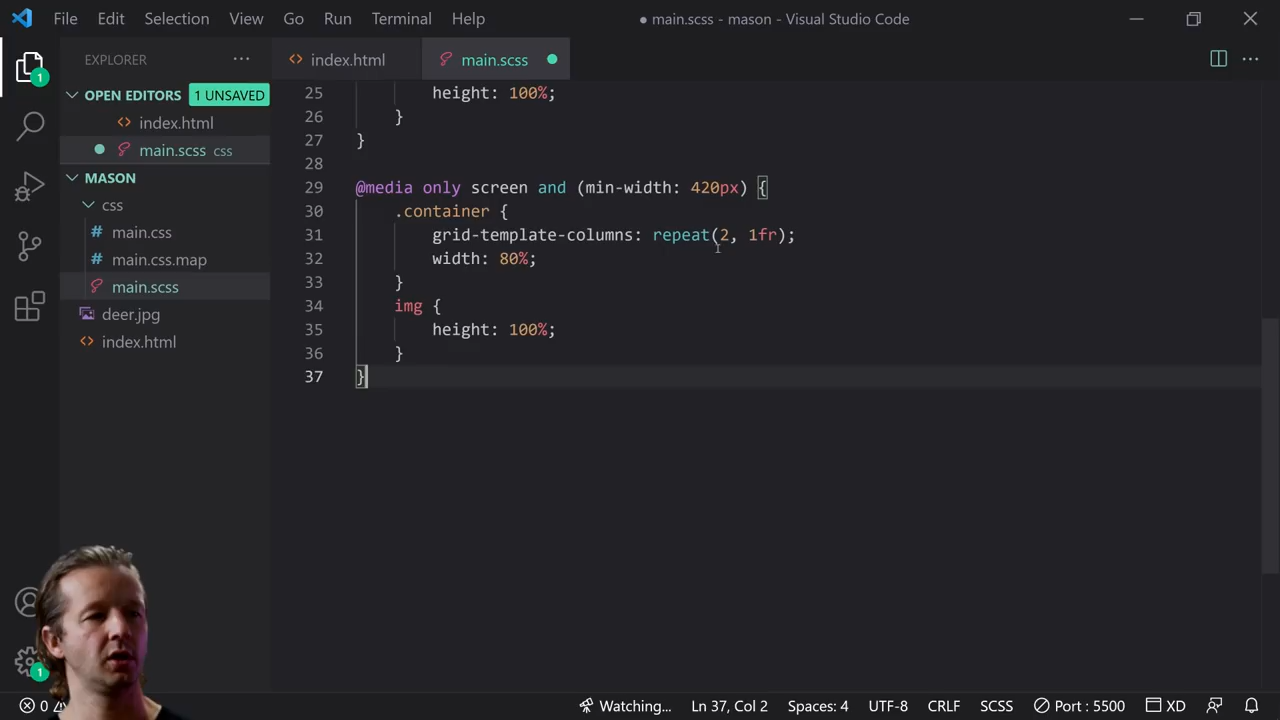 File Edit Selection View Go Run Terminal Help
● main.scss - mason - Visual Studio Code
EXPLORER ···
index.html
main.scss
OPEN EDITORS 1 UNSAVED
index.html
main.scss css
MASON
css
main.css
main.css.map
main.scss
deer.jpg
index.html
25 height: 100%;
26 }
27 }
28
29 @media only screen and (min-width: 420px) {
30 .container {
31 grid-template-columns: repeat(2, 1fr);
32 width: 80%;
33 }
34 img {
35 height: 100%;
36 }
37 }
1
1
0
Watching... Ln 37, Col 2 Spaces: 4 UTF-8 CRLF SCSS Port : 5500 XD